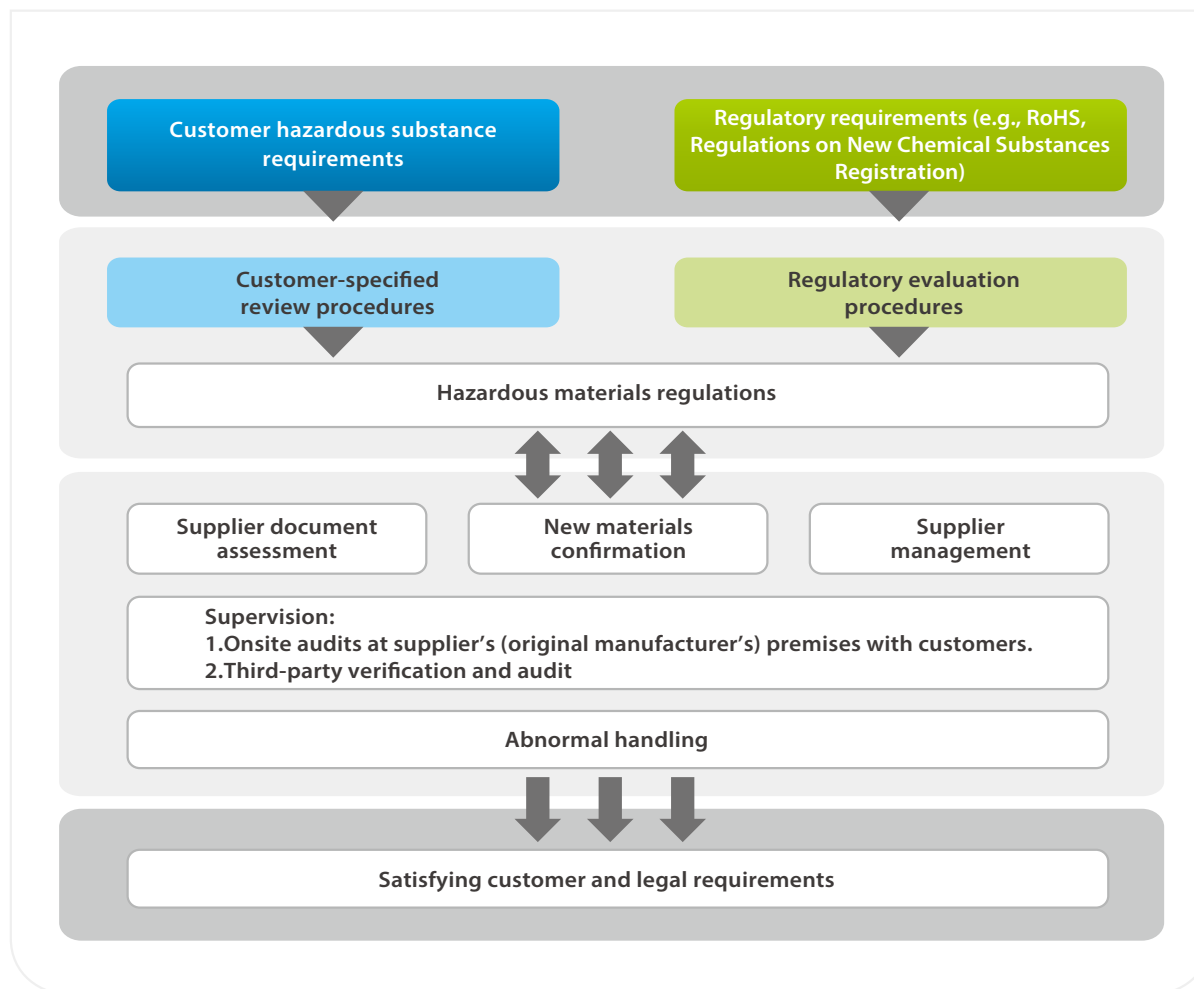 Customer hazardous substance
requirements
Regulatory requirements (e.g., RoHS,
Regulations on New Chemical Substances
Registration)
Customer-specified
review procedures
Regulatory evaluation
procedures
Hazardous materials regulations
Supplier document
assessment
New materials
confirmation
Supplier
management
Supervision:
1.Onsite audits at supplier’s (original manufacturer’s) premises with customers.
2.Third-party verification and audit
Abnormal handling
Satisfying customer and legal requirements